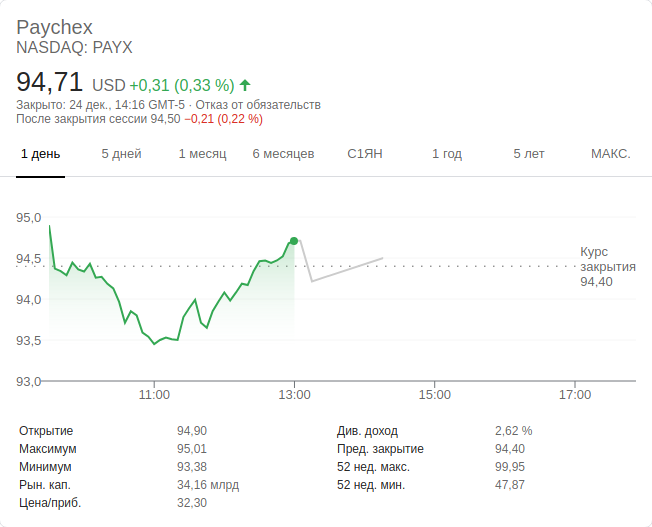 Paychex
NASDAQ: PAYX
94,71 USD +0,31 (0,33 %)
Закрыто: 24 дек., 14:16 GMT-5 · Отказ от обязательств
После закрытия сессии 94,50 −0,21 (0,22 %)
1 день 5 дней 1 месяц 6 месяцев С1ЯН 1 год 5 лет МАКС.
95,0
94,5
94,0
93,5
93,0
Курс
закрытия
94,40
11:00 13:00 15:00 17:00
Открытие 94,90 Див. доход 2,62 %
Максимум 95,01 Пред. закрытие 94,40
Минимум 93,38 52 нед. макс. 99,95
Рын. кап. 34,16 млрд 52 нед. мин. 47,87
Цена/приб. 32,30